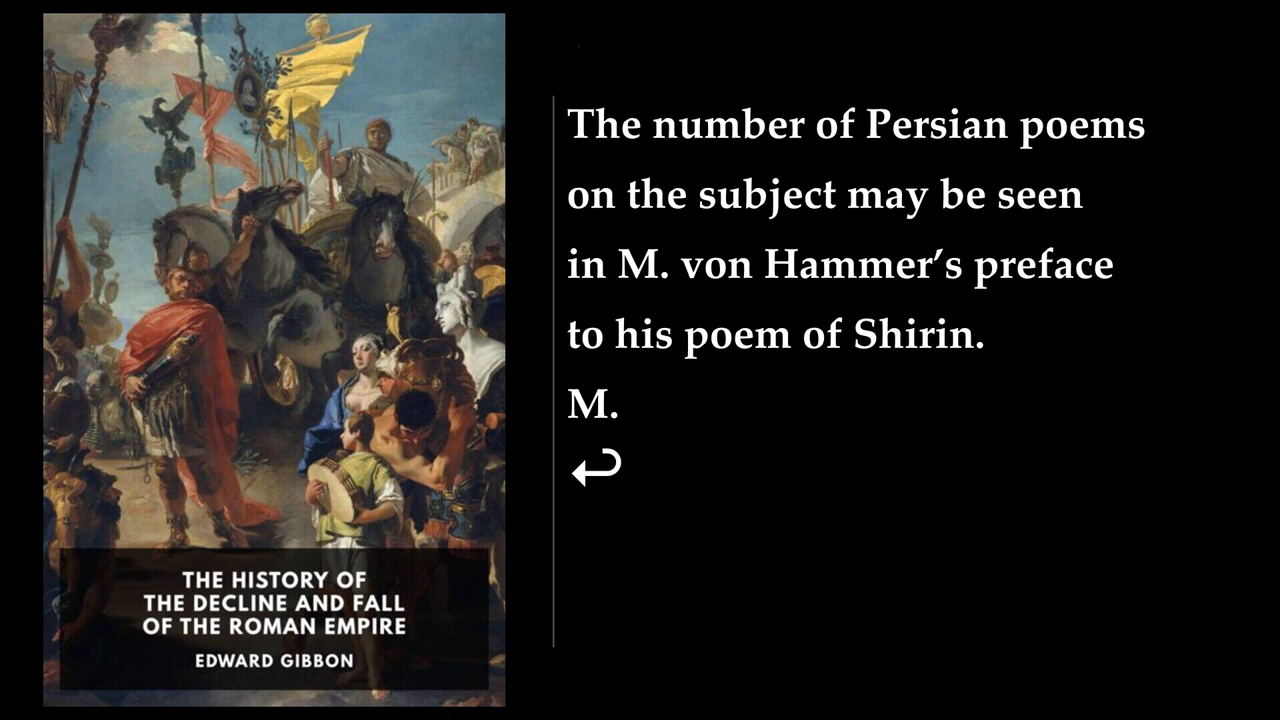 The number of Persian poems
on the subject may be seen
in M. von Hammer’s preface
to his poem of Shirin.
M.
↩
THE HISTORY OF
THE DECLINE AND FALL
OF THE ROMAN EMPIRE
EDWARD GIBBON